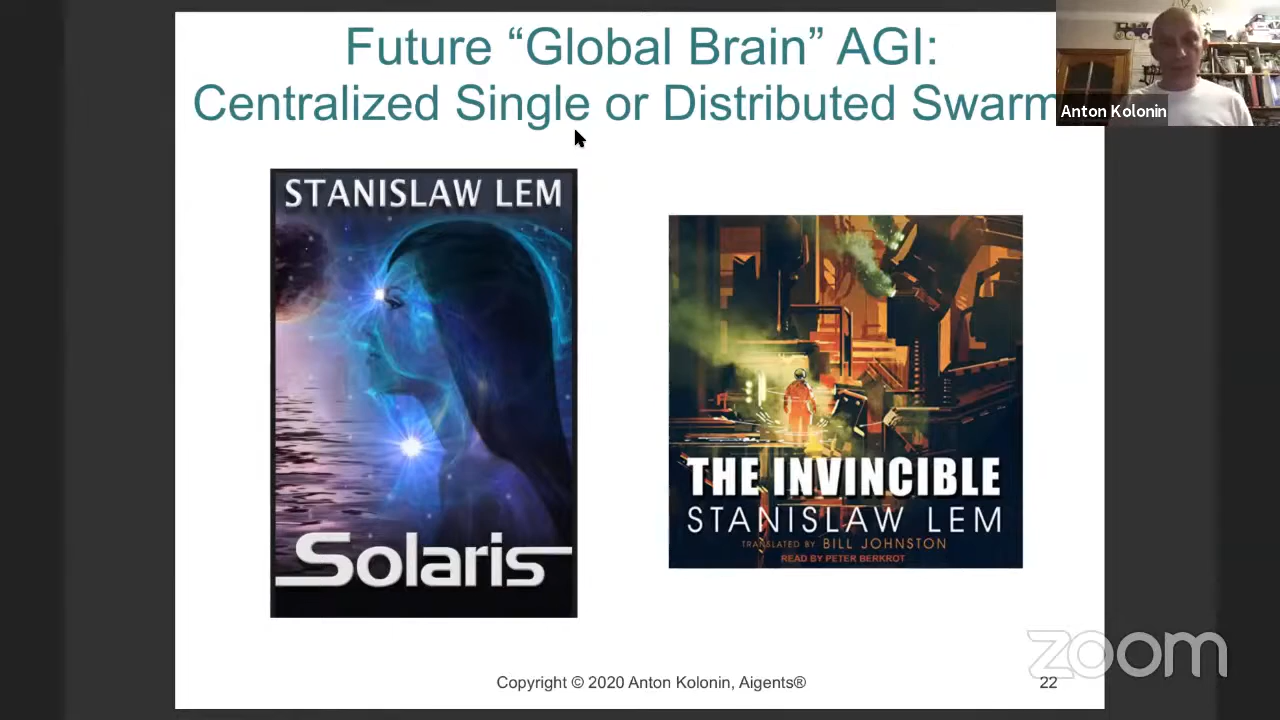 Future “Global Brain” AGI:
Centralized Single or Distributed Swarm
Anton Kolonin
STANISLAW LEM
Solaris
THE INVINCIBLE
STANISLAW LEM
TRANSLATED BY BILL JOHNSTON
READ BY PETER BERKROT
Copyright © 2020 Anton Kolonin, Aigents®
22
zoom